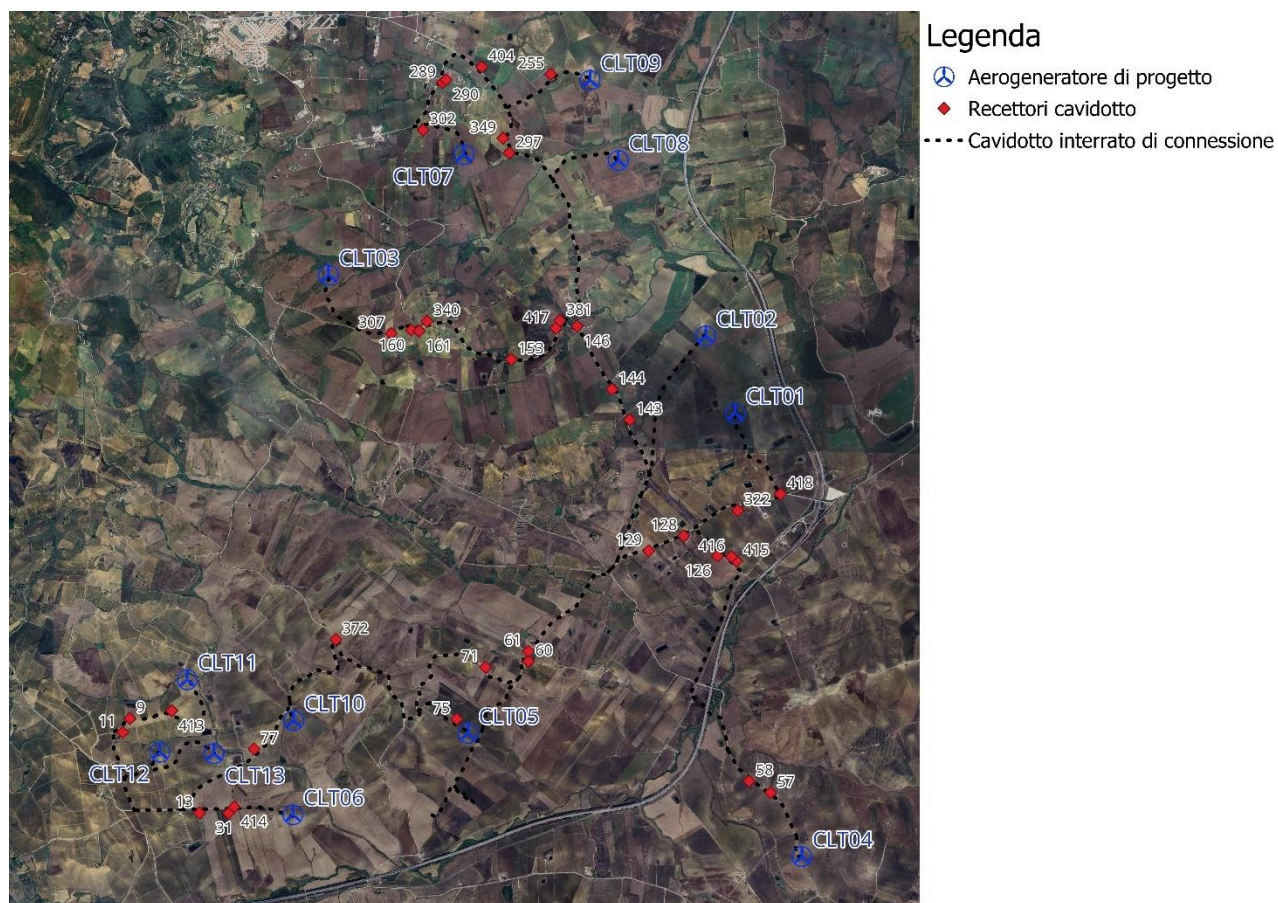 Legenda
Aerogeneratore di progetto
Recettori cavidotto
Cavidotto interrato di connessione
404
255
CLT09
289
290
302
349
297
CLT08
CLT07
CLT03
307
340
417
381
160
161
153
146
CLT02
144
143
CLT01
418
322
128
129
416
415
126
372
61
60
71
CLT11
CLT10
75
CLT05
9
11
413
77
CLT12
CLT13
58
57
13
31
414
CLT06
CLT04